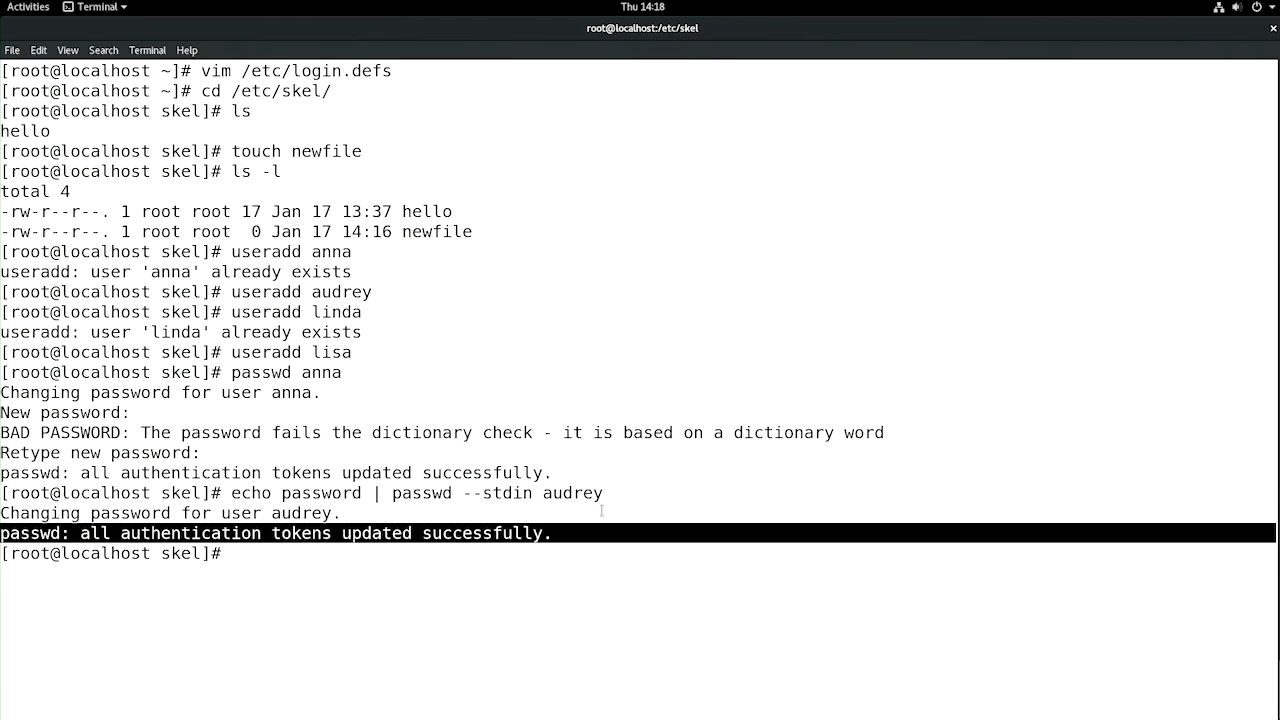 Activities Terminal Thu 14:18
root@localhost:/etc/skel
File Edit View Search Terminal Help
[root@localhost ~]# vim /etc/login.defs
[root@localhost ~]# cd /etc/skel/
[root@localhost skel]# ls
hello
[root@localhost skel]# touch newfile
[root@localhost skel]# ls -l
total 4
-rw-r--r--. 1 root root 17 Jan 17 13:37 hello
-rw-r--r--. 1 root root  0 Jan 17 14:16 newfile
[root@localhost skel]# useradd anna
useradd: user 'anna' already exists
[root@localhost skel]# useradd audrey
[root@localhost skel]# useradd linda
useradd: user 'linda' already exists
[root@localhost skel]# useradd lisa
[root@localhost skel]# passwd anna
Changing password for user anna.
New password:
BAD PASSWORD: The password fails the dictionary check - it is based on a dictionary word
Retype new password:
passwd: all authentication tokens updated successfully.
[root@localhost skel]# echo password | passwd --stdin audrey
Changing password for user audrey.
passwd: all authentication tokens updated successfully.
[root@localhost skel]#